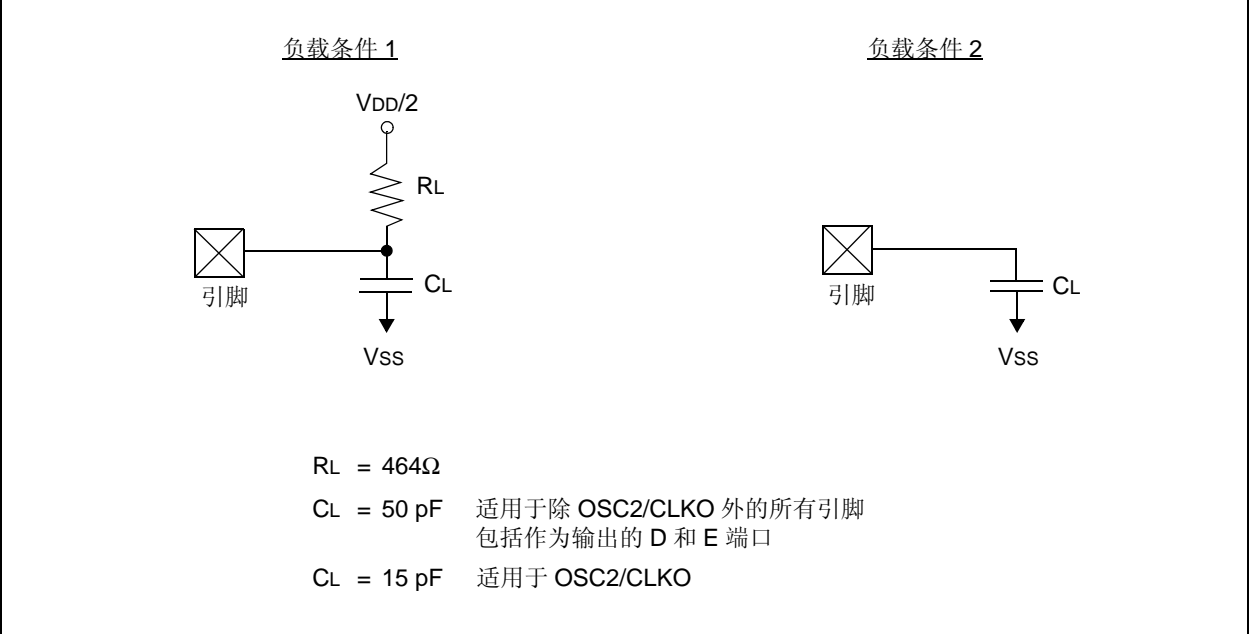 负载条件 1
负载条件 2
VDD/2
RL
引脚
CL
VSS
引脚
CL
VSS
RL = 464Ω
CL = 50 pF 适用于除 OSC2/CLKO 外的所有引脚
包括作为输出的 D 和 E 端口
CL = 15 pF 适用于 OSC2/CLKO